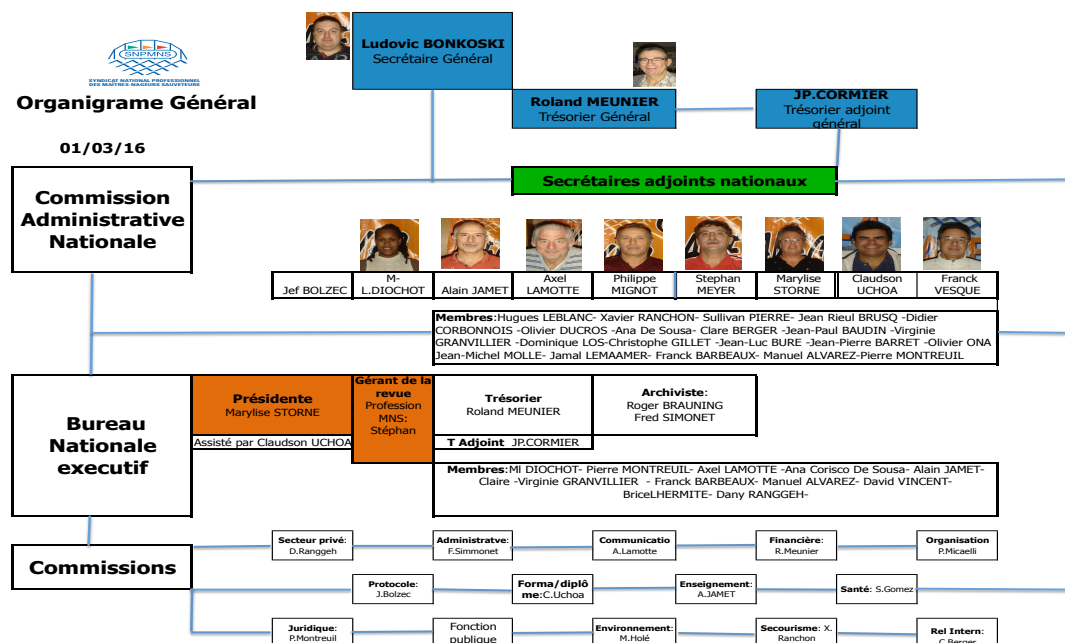 Ludovic BONKOSKI
Secrétaire Général
SNPMNS
SYNDICAT NATIONAL PROFESSIONNEL
DES MAÎTRES-NAGEURS SAUVETEURS
Organigrame Général
01/03/16
Roland MEUNIER
Trésorier Général
JP.CORMIER
Trésorier adjoint
général
Commission
Administrative
Nationale
Secrétaires adjoints nationaux
Jef BOLZEC
M-
L.DIOCHOT
Alain JAMET
Axel
LAMOTTE
Philippe
MIGNOT
Stephan
MEYER
Marylise
STORNE
Claudson
UCHOA
Franck
VESQUE
Membres:Hugues LEBLANC- Xavier RANCHON- Sullivan PIERRE- Jean Rieul BRUSQ -Didier
CORBONNOIS -Olivier DUCROS -Ana De Sousa- Clare BERGER -Jean-Paul BAUDIN -Virginie
GRANVILLIER -Dominique LOS-Christophe GILLET -Jean-Luc BURE -Jean-Pierre BARRET -Olivier ONA
Jean-Michel MOLLE- Jamal LEMAAMER- Franck BARBEAUX- Manuel ALVAREZ-Pierre MONTREUIL
Bureau
Nationale
executif
Présidente
Marylise STORNE
Assisté par Claudson UCHOA
Gérant de la
revue
Profession
MNS:
Stéphan
Trésorier
Roland MEUNIER
T Adjoint JP.CORMIER
Archiviste:
Roger BRAUNING
Fred SIMONET
Membres:Ml DIOCHOT- Pierre MONTREUIL- Axel LAMOTTE -Ana Corisco De Sousa- Alain JAMET-
Claire -Virginie GRANVILLIER - Franck BARBEAUX- Manuel ALVAREZ- David VINCENT-
BriceLHERMITE- Dany RANGGEH-
Commissions
Secteur privé:
D.Ranggeh
Administratve:
F.Simmonet
Communicatio
A.Lamotte
Financière:
R.Meunier
Organisation
P.Micaelli
Protocole:
J.Bolzec
Forma/diplô
me:C.Uchoa
Enseignement:
A.JAMET
Santé: S.Gomez
Juridique:
P.Montreuil
Fonction
publique
Environnement:
M.Holé
Secourisme: X.
Ranchon
Rel Intern:
C.Berger